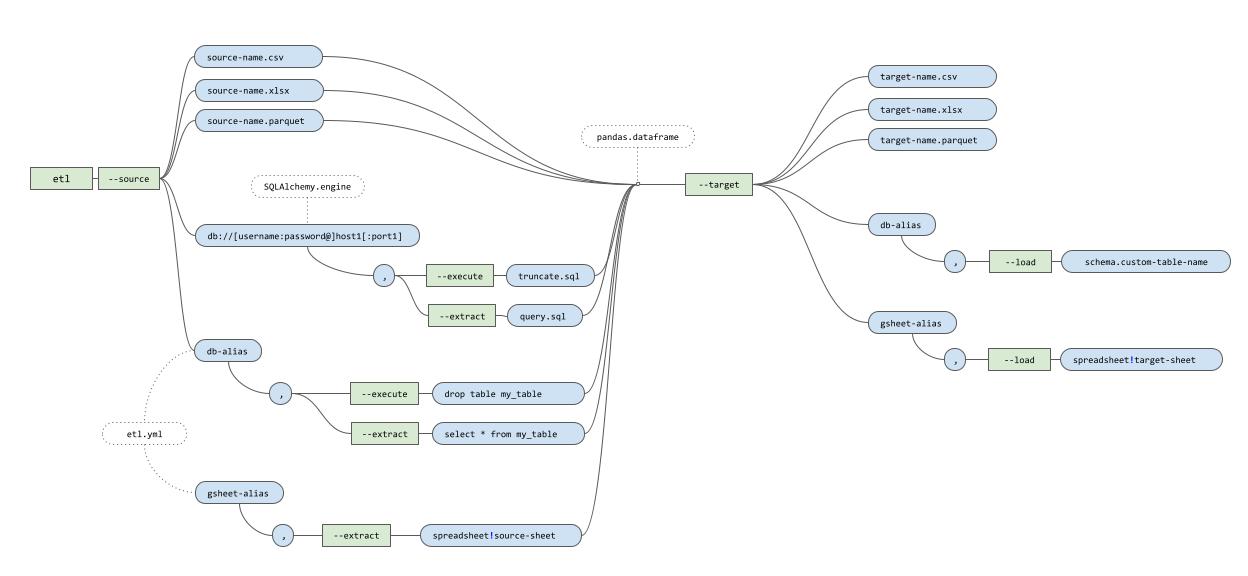 etl
--source
source-name.csv
source-name.xlsx
source-name.parquet
SQLAlchemy.engine
db://[username:password@]host1[:port1]
,
--execute
truncate.sql
--extract
query.sql
db-alias
,
--execute
drop table my_table
--extract
select * from my_table
etl.yml
gsheet-alias
,
--extract
spreadsheet!source-sheet
pandas.dataframe
--target
target-name.csv
target-name.xlsx
target-name.parquet
db-alias
,
--load
schema.custom-table-name
gsheet-alias
,
--load
spreadsheet!target-sheet